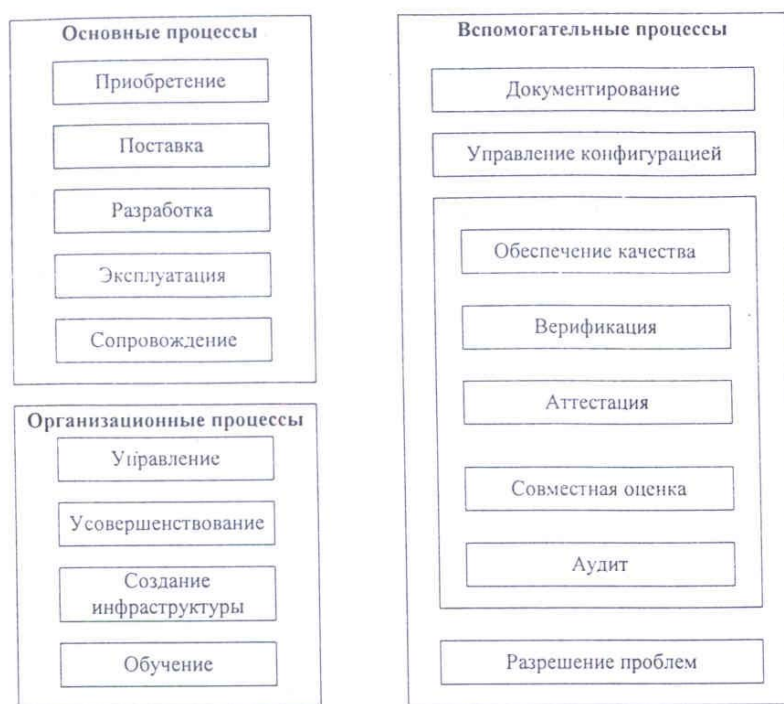 Основные процессы
Приобретение
Поставка
Разработка
Эксплуатация
Сопровождение
Организационные процессы
Управление
Усовершенствование
Создание
инфраструктуры
Обучение
Вспомогательные процессы
Документирование
Управление конфигурацией
Обеспечение качества
Верификация
Аттестация
Совместная оценка
Аудит
Разрешение проблем